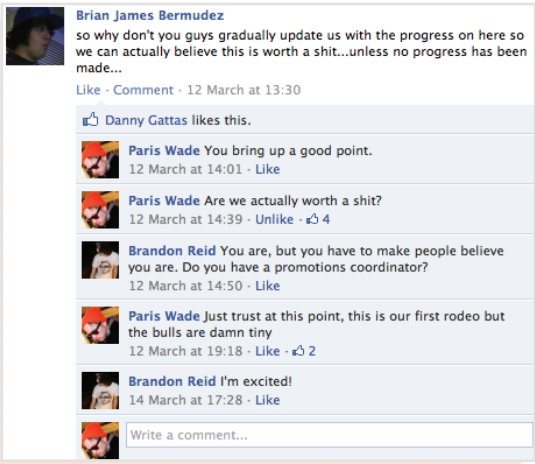 Brian James Bermudez
so why don't you guys gradually update us with the progress on here so
we can actually believe this is worth a shit...unless no progress has been
made...
Like · Comment · 12 March at 13:30
Danny Gattas likes this.
Paris Wade You bring up a good point.
12 March at 14:01 · Like
Paris Wade Are we actually worth a shit?
12 March at 14:39 · Unlike · 4
Brandon Reid You are, but you have to make people believe
you are. Do you have a promotions coordinator?
12 March at 14:50 · Like
Paris Wade Just trust at this point, this is our first rodeo but
the bulls are damn tiny
12 March at 19:18 · Like · 2
Brandon Reid I'm excited!
14 March at 17:28 · Like
Write a comment...